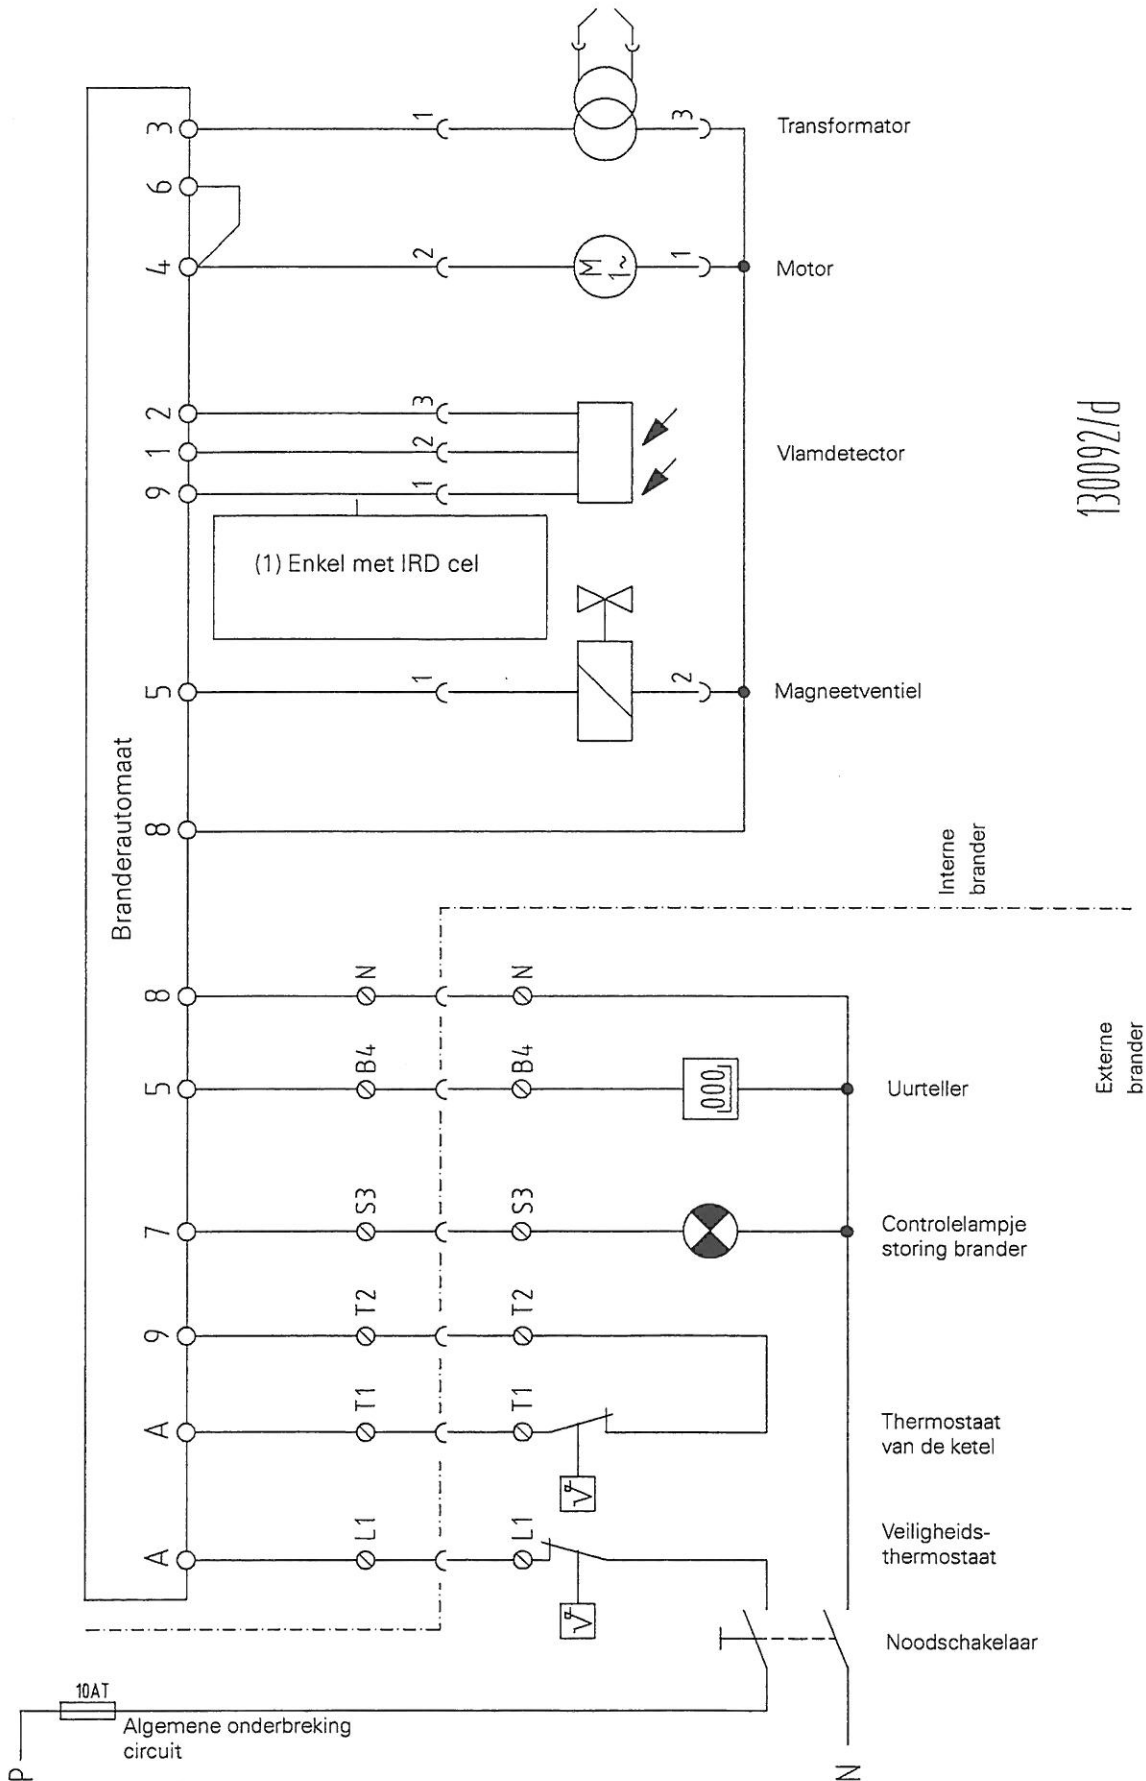 3
1
3
Transformator
6
4
2
M
1~
1
Motor
2
3
1
2
Vlamdetector
9
1
130092/d
(1) Enkel met IRD cel
5
1
2
Magneetventiel
Branderautomaat
8
Interne
brander
8
N
N
5
B4
B4
000
Uurteller
Externe
brander
7
S3
S3
Controlelampje
storing brander
9
T2
T2
A
T1
T1
Thermostaat
van de ketel
A
L1
L1
Veiligheids-
thermostaat
Noodschakelaar
10AT
Algemene onderbreking
circuit
P
N